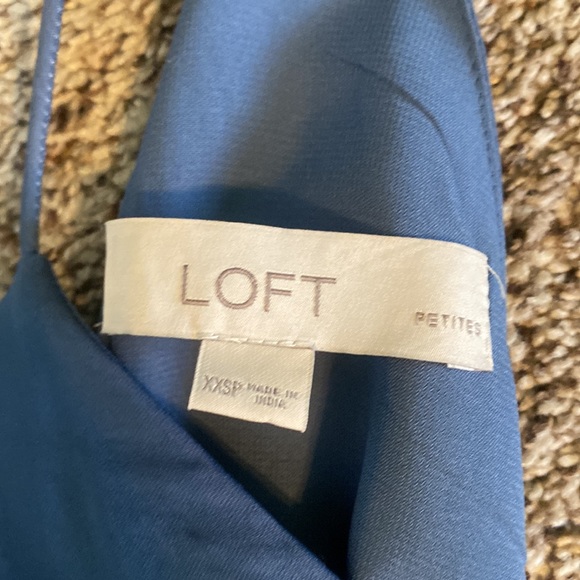 LOFT
PETITES
XXSP MADE IN
INDIA